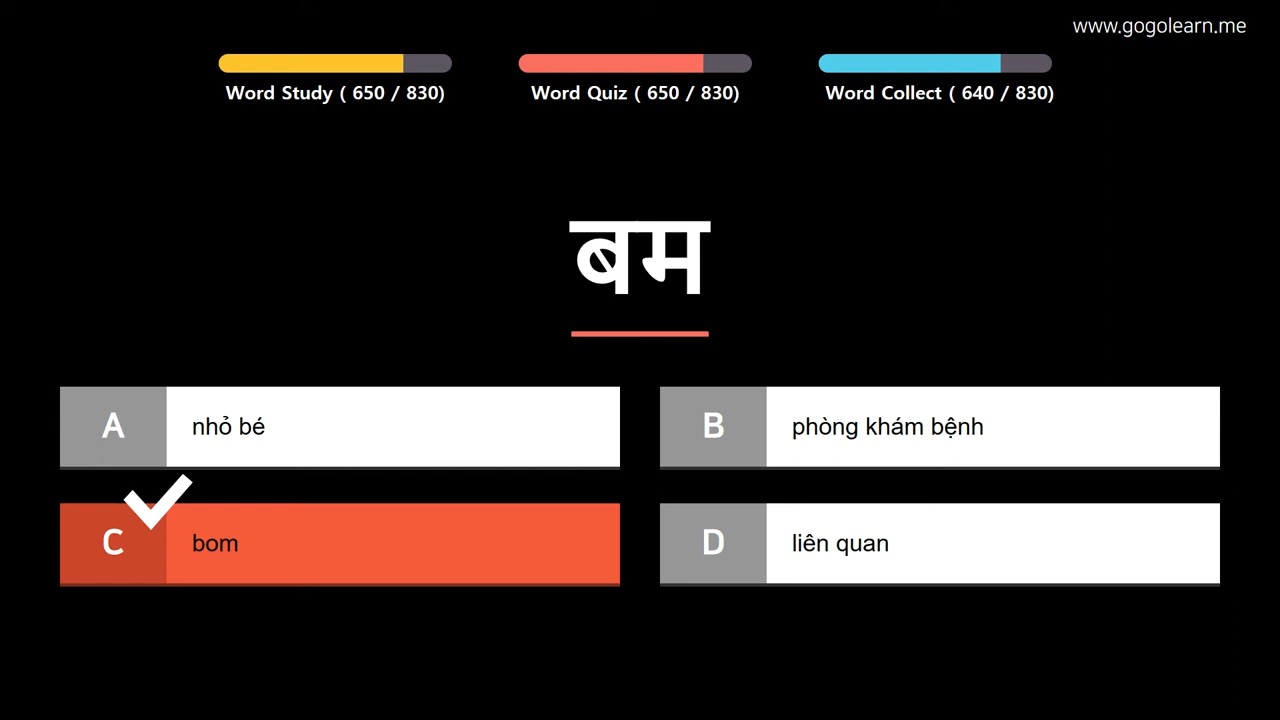 www.gogolearn.me
Word Study ( 650 / 830)
Word Quiz ( 650 / 830)
Word Collect ( 640 / 830)
बम
A
nhỏ bé
B
phòng khám bệnh
C
bom
D
liên quan